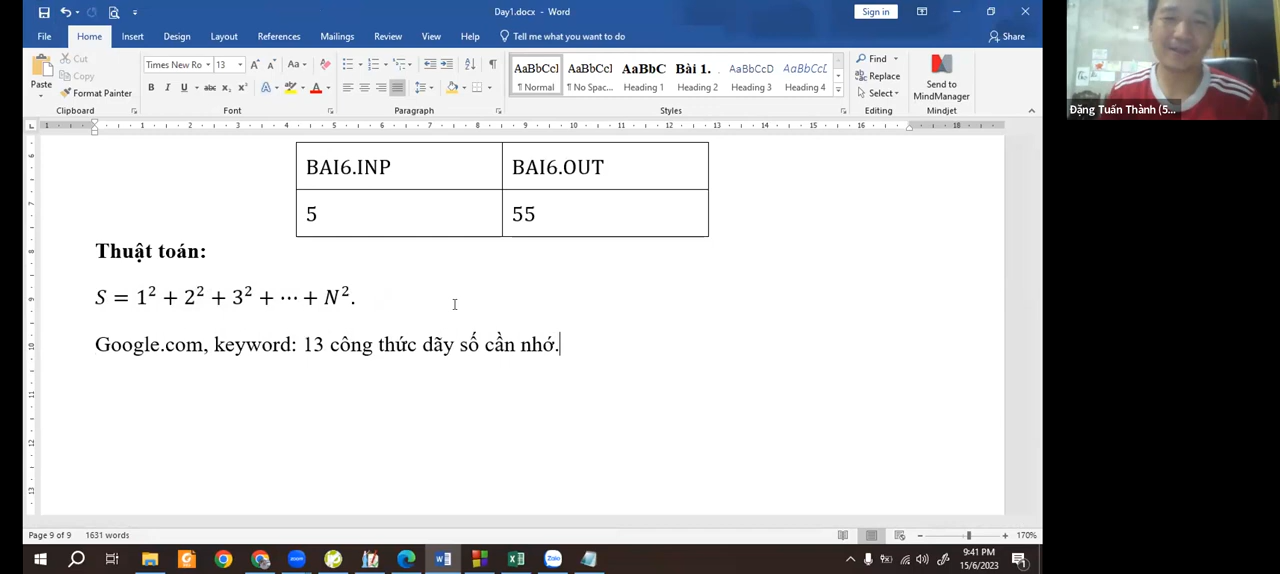 Day1.docx - Word
Sign in
File Home Insert Design Layout References Mailings Review View Help Tell me what you want to do Share
Paste
Cut
Copy
Format Painter
Clipboard
Times New Ro 13
Font
Paragraph
AaBbCcI AaBbCcI AaBbC Bài 1. AaBbCcD AaBbCcL
¶ Normal ¶ No Spac... Heading 1 Heading 2 Heading 3 Heading 4
Styles
Find
Replace
Select
Editing
Send to
MindManager
Mindjet
Đặng Tuấn Thành (5...
BAI6.INP BAI6.OUT
5 55
Thuật toán:
S = 1² + 2² + 3² + ⋯ + N².
Google.com, keyword: 13 công thức dãy số cần nhớ.
Page 9 of 9 1631 words 170%
9:41 PM
15/6/2023